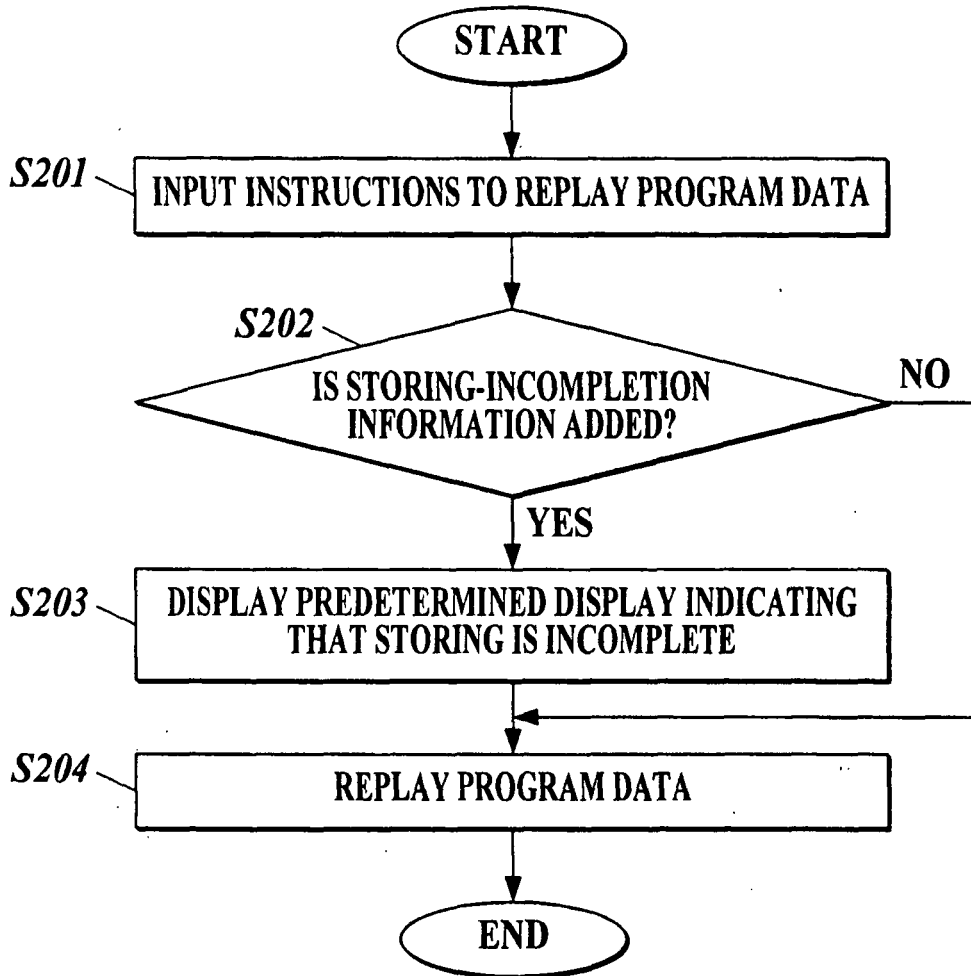 START
S201
INPUT INSTRUCTIONS TO REPLAY PROGRAM DATA
S202
IS STORING-INCOMPLETION
INFORMATION ADDED?
NO
YES
S203
DISPLAY PREDETERMINED DISPLAY INDICATING
THAT STORING IS INCOMPLETE
S204
REPLAY PROGRAM DATA
END